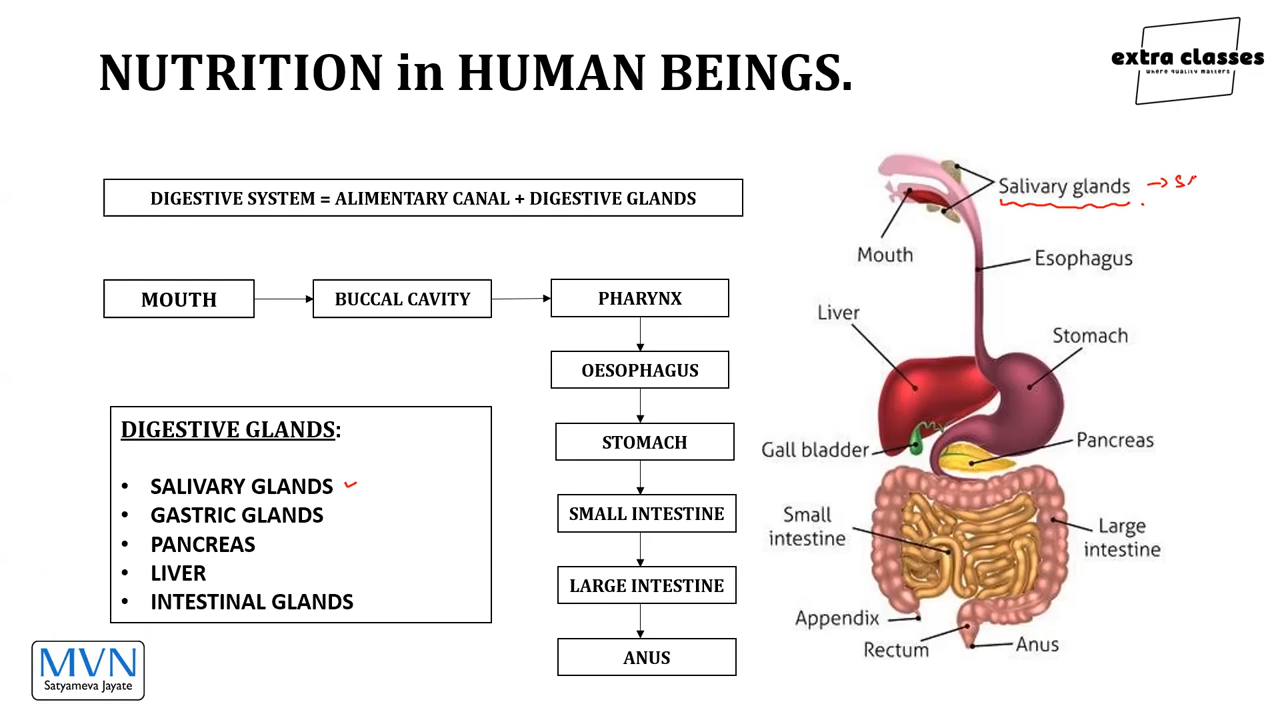 NUTRITION in HUMAN BEINGS.
extra classes
where quality matters
DIGESTIVE SYSTEM = ALIMENTARY CANAL + DIGESTIVE GLANDS
MOUTH
BUCCAL CAVITY
PHARYNX
OESOPHAGUS
STOMACH
SMALL INTESTINE
LARGE INTESTINE
ANUS
DIGESTIVE GLANDS:
• SALIVARY GLANDS
• GASTRIC GLANDS
• PANCREAS
• LIVER
• INTESTINAL GLANDS
MVN
Satyameva Jayate
Salivary glands
Mouth
Esophagus
Liver
Stomach
Gall bladder
Pancreas
Small
intestine
Large
intestine
Appendix
Rectum
Anus